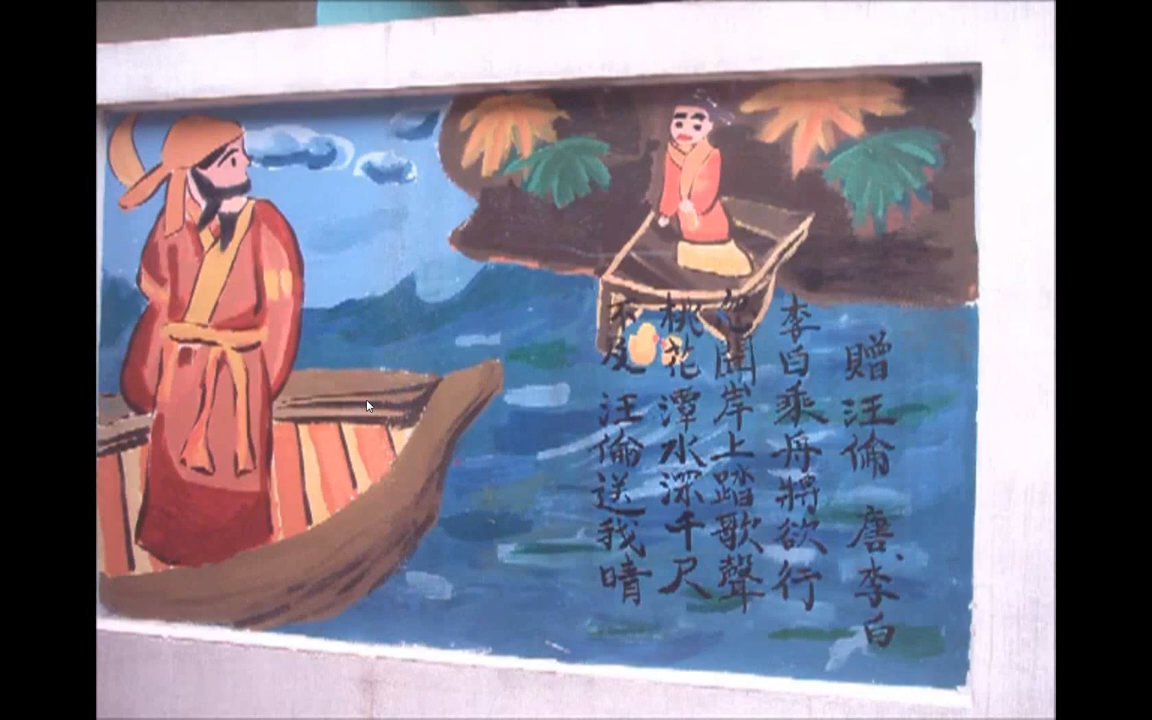 贈汪倫 唐、李白
李白乘舟將欲行
忽聞岸上踏歌聲
桃花潭水深千尺
不及汪倫送我晴